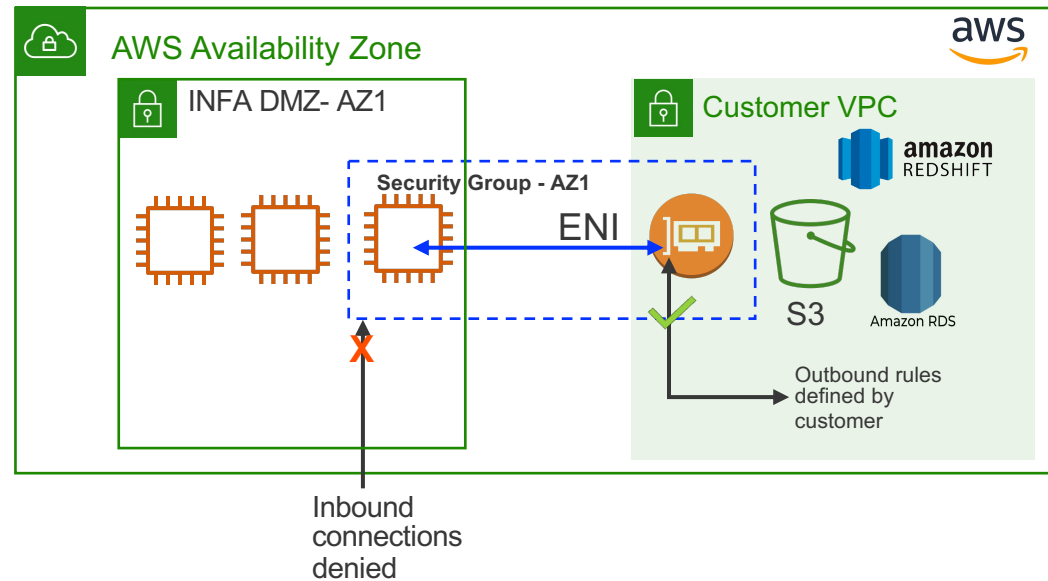 aws
AWS Availability Zone
INFA DMZ- AZ1
Customer VPC
amazon
REDSHIFT
Security Group - AZ1
ENI
S3
Amazon RDS
X
Outbound rules
defined by
customer
Inbound
connections
denied